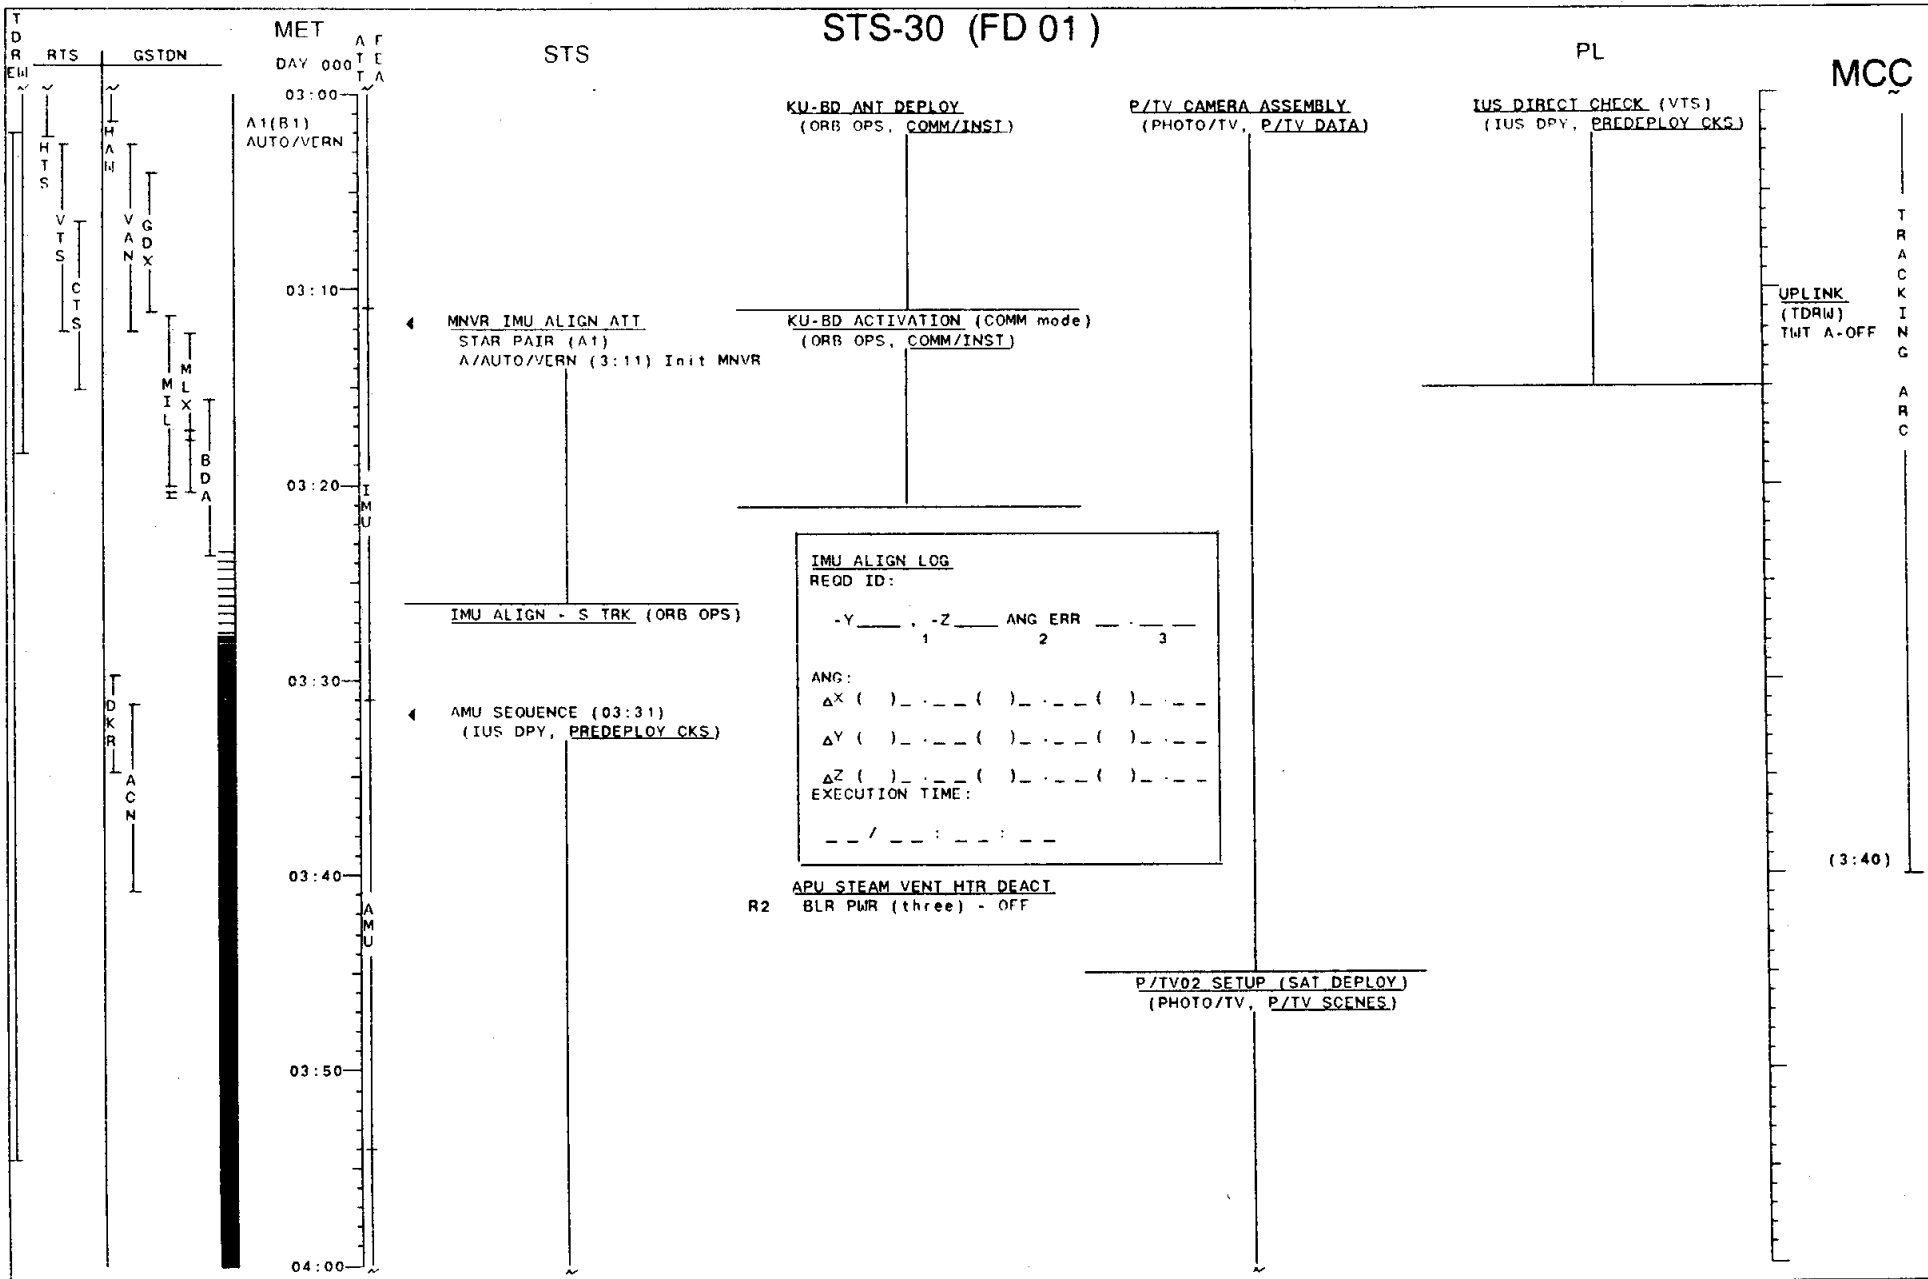 STS-30 (FD 01)
TDRE W
RTS
GSTDN
MET
DAY 000
ATT
FEA
STS
PL
MCC
03:00
A1(B1)
AUTO/VERN
KU-BD ANT DEPLOY
(ORB OPS, COMM/INST)
P/TV CAMERA ASSEMBLY
(PHOTO/TV, P/TV DATA)
IUS DIRECT CHECK (VTS)
(IUS DPY, PREDEPLOY CKS)
HTS
HAW
VTS
VAN
GDX
CTS
TRACKING ARC
03:10
MNVR IMU ALIGN ATT
STAR PAIR (A1)
A/AUTO/VERN (3:11) Init MNVR
KU-BD ACTIVATION (COMM mode)
(ORB OPS, COMM/INST)
UPLINK
(TDRW)
TWT A-OFF
MIL
MLX
BDA
03:20
IMU
IMU ALIGN - S TRK (ORB OPS)
IMU ALIGN LOG
REQD ID:
-Y____ , -Z____ ANG ERR __ . __ __
1 2 3
ANG:
ΔX ( )_ . _ _ ( )_ . _ _ ( )_ . _ _
ΔY ( )_ . _ _ ( )_ . _ _ ( )_ . _ _
ΔZ ( )_ . _ _ ( )_ . _ _ ( )_ . _ _
EXECUTION TIME:
_ _ / _ _ : _ _ : _ _
03:30
DKR
ACN
AMU SEQUENCE (03:31)
(IUS DPY, PREDEPLOY CKS)
03:40
(3:40)
AMU
APU STEAM VENT HTR DEACT
R2 BLR PWR (three) - OFF
P/TV02 SETUP (SAT DEPLOY)
(PHOTO/TV, P/TV SCENES)
03:50
04:00